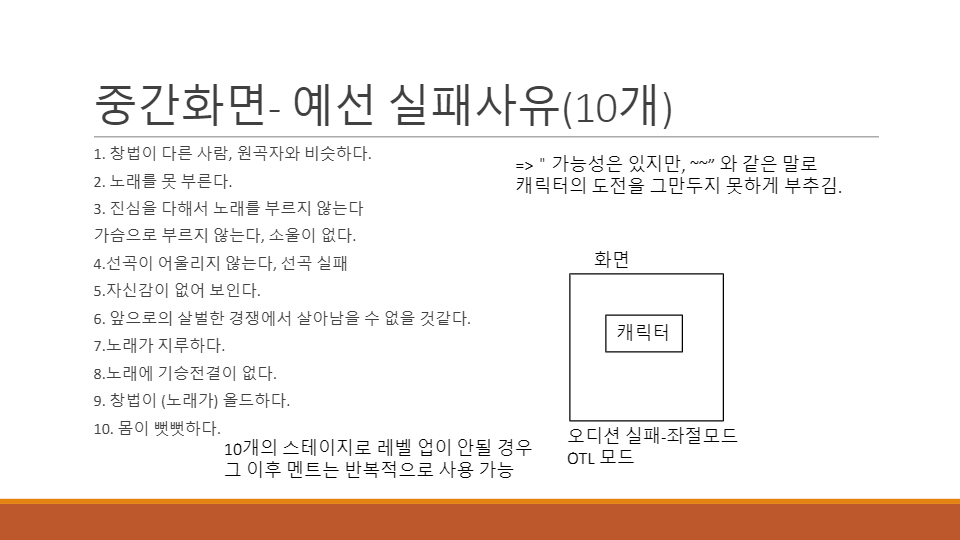 중간화면- 예선 실패사유(10개)
1. 창법이 다른 사람, 원곡자와 비슷하다.
2. 노래를 못 부른다.
3. 진심을 다해서 노래를 부르지 않는다
가슴으로 부르지 않는다, 소울이 없다.
4.선곡이 어울리지 않는다, 선곡 실패
5.자신감이 없어 보인다.
6. 앞으로의 살벌한 경쟁에서 살아남을 수 없을 것같다.
7.노래가 지루하다.
8.노래에 기승전결이 없다.
9. 창법이 (노래가) 올드하다.
10. 몸이 뻣뻣하다.
10개의 스테이지로 레벨 업이 안될 경우
그 이후 멘트는 반복적으로 사용 가능
=> " 가능성은 있지만, ~~” 와 같은 말로
캐릭터의 도전을 그만두지 못하게 부추김.
화면
캐릭터
오디션 실패-좌절모드
OTL 모드